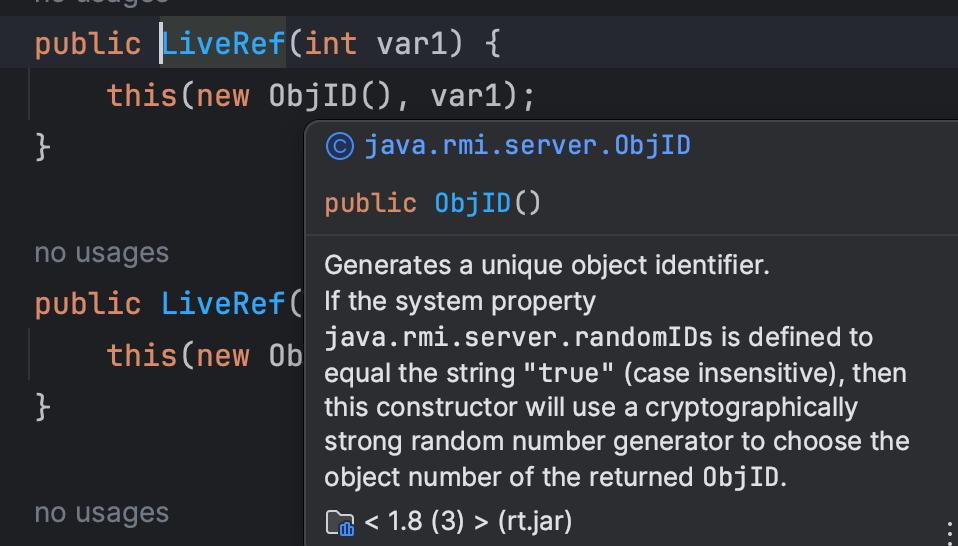 no usages
public LiveRef(int var1) {
this(new ObjID(), var1);
}
java.rmi.server.ObjID
public ObjID()
no usages
public LiveRef(
this(new Ob
}
Generates a unique object identifier.
If the system property
java.rmi.server.randomIDs is defined to
equal the string "true" (case insensitive), then
this constructor will use a cryptographically
strong random number generator to choose the
object number of the returned ObjID.
< 1.8 (3) > (rt.jar)
no usages